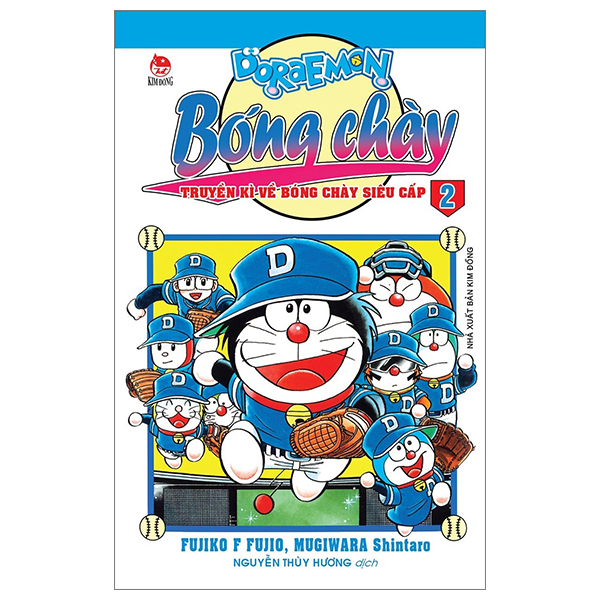 KIM ĐỒNG
DORAEMON
Bóng chày
TRUYỀN KÌ VỀ BÓNG CHÀY SIÊU CẤP 2
NHÀ XUẤT BẢN KIM ĐỒNG
D
D
D
D
D
D
D
D
FUJIKO F FUJIO, MUGIWARA Shintaro
NGUYỄN THÙY HƯƠNG dịch